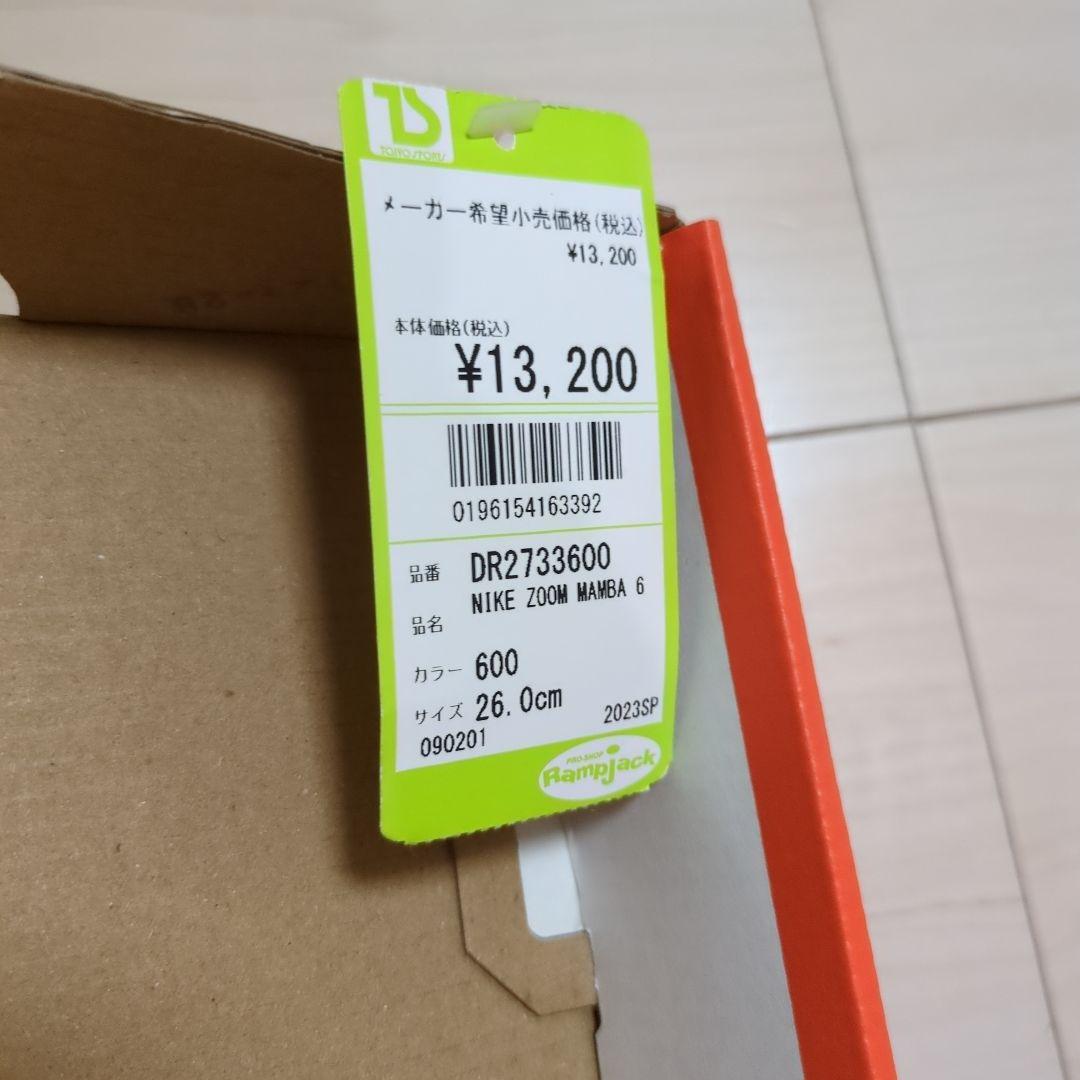 TS
TOIYO SPORTS
メーカー希望小売価格(税込)
¥13,200
本体価格(税込)
¥13,200
0196154163392
品番 DR2733600
品名 NIKE ZOOM MAMBA 6
カラー 600
サイズ 26.0cm
090201 2023SP
PRO-SHOP
Rampjack